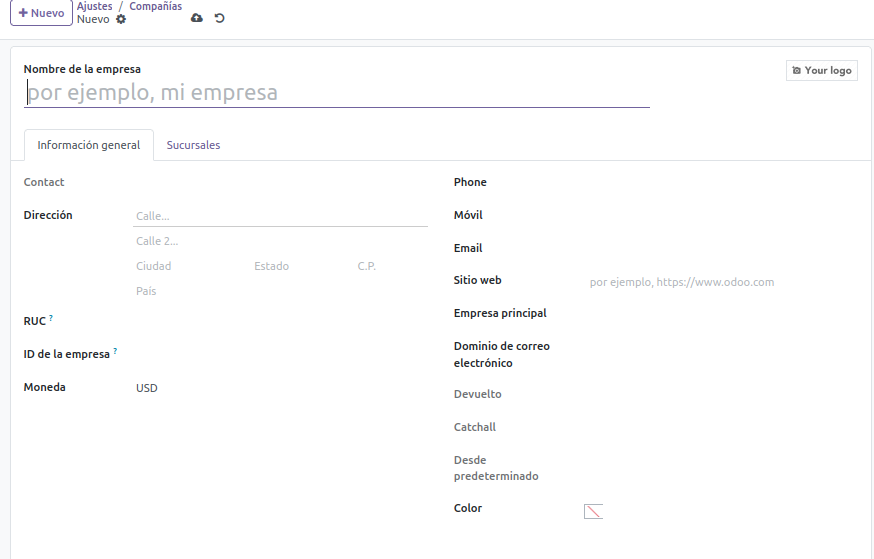 + Nuevo
Ajustes / Compañías
Nuevo
Nombre de la empresa
por ejemplo, mi empresa
Your logo
Información general
Sucursales
Contact
Dirección
Calle...
Calle 2...
Ciudad
Estado
C.P.
Pais
RUC ?
ID de la empresa ?
Moneda
USD
Phone
Móvil
Email
Sitio web
por ejemplo, https://www.odoo.com
Empresa principal
Dominio de correo
electrónico
Devuelto
Catchall
Desde
predeterminado
Color